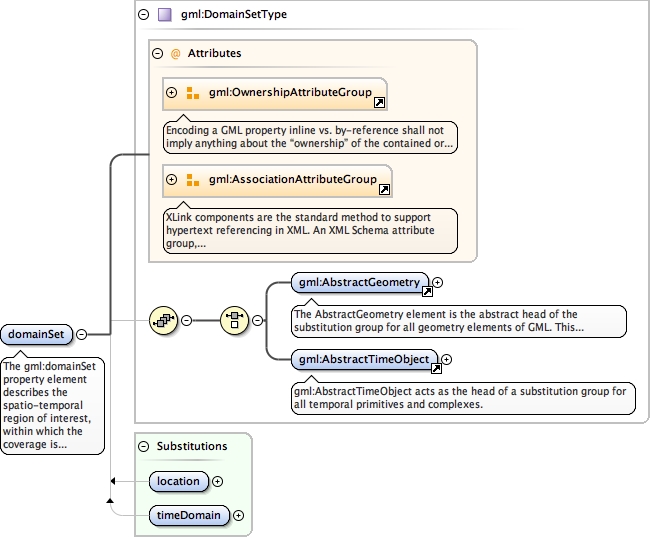 gml:DomainSetType
@ Attributes
gml:OwnershipAttributeGroup
Encoding a GML property inline vs. by-reference shall not
imply anything about the “ownership” of the contained or...
gml:AssociationAttributeGroup
XLink components are the standard method to support
hypertext referencing in XML. An XML Schema attribute
group,...
domainSet
The gml:domainSet
property element
describes the
spatio-temporal
region of interest,
within which the
coverage is...
gml:AbstractGeometry
The AbstractGeometry element is the abstract head of the
substitution group for all geometry elements of GML. This...
gml:AbstractTimeObject
gml:AbstractTimeObject acts as the head of a substitution group for
all temporal primitives and complexes.
Substitutions
location
timeDomain